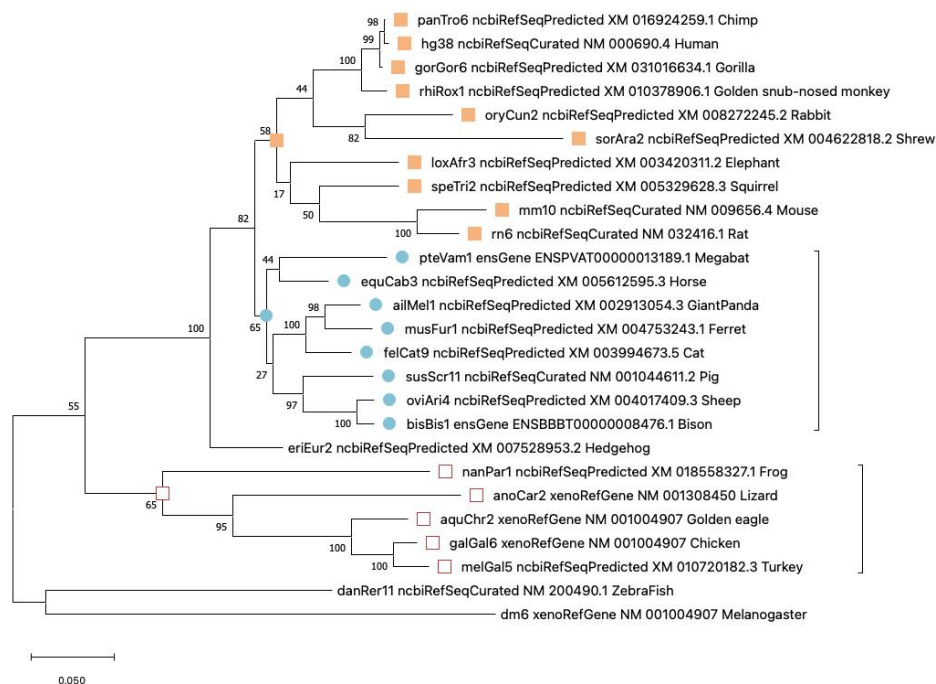 98
panTro6 ncbiRefSeqPredicted XM 016924259.1 Chimp
99
hg38 ncbiRefSeqCurated NM 000690.4 Human
100
gorGor6 ncbiRefSeqPredicted XM 031016634.1 Gorilla
44
rhiRox1 ncbiRefSeqPredicted XM 010378906.1 Golden snub-nosed monkey
oryCun2 ncbiRefSeqPredicted XM 008272245.2 Rabbit
58
82
sorAra2 ncbiRefSeqPredicted XM 004622818.2 Shrew
loxAfr3 ncbiRefSeqPredicted XM 003420311.2 Elephant
17
speTri2 ncbiRefSeqPredicted XM 005329628.3 Squirrel
50
mm10 ncbiRefSeqCurated NM 009656.4 Mouse
82
100
rn6 ncbiRefSeqCurated NM 032416.1 Rat
44
pteVam1 ensGene ENSPVAT00000013189.1 Megabat
equCab3 ncbiRefSeqPredicted XM 005612595.3 Horse
98
ailMel1 ncbiRefSeqPredicted XM 002913054.3 GiantPanda
100
65
100
musFur1 ncbiRefSeqPredicted XM 004753243.1 Ferret
felCat9 ncbiRefSeqPredicted XM 003994673.5 Cat
27
susScr11 ncbiRefSeqCurated NM 001044611.2 Pig
97
oviAri4 ncbiRefSeqPredicted XM 004017409.3 Sheep
55
100
bisBis1 ensGene ENSBBBT00000008476.1 Bison
eriEur2 ncbiRefSeqPredicted XM 007528953.2 Hedgehog
nanPar1 ncbiRefSeqPredicted XM 018558327.1 Frog
65
anoCar2 xenoRefGene NM 001308450 Lizard
95
aquChr2 xenoRefGene NM 001004907 Golden eagle
100
galGal6 xenoRefGene NM 001004907 Chicken
100
melGal5 ncbiRefSeqPredicted XM 010720182.3 Turkey
danRer11 ncbiRefSeqCurated NM 200490.1 ZebraFish
dm6 xenoRefGene NM 001004907 Melanogaster
0.050